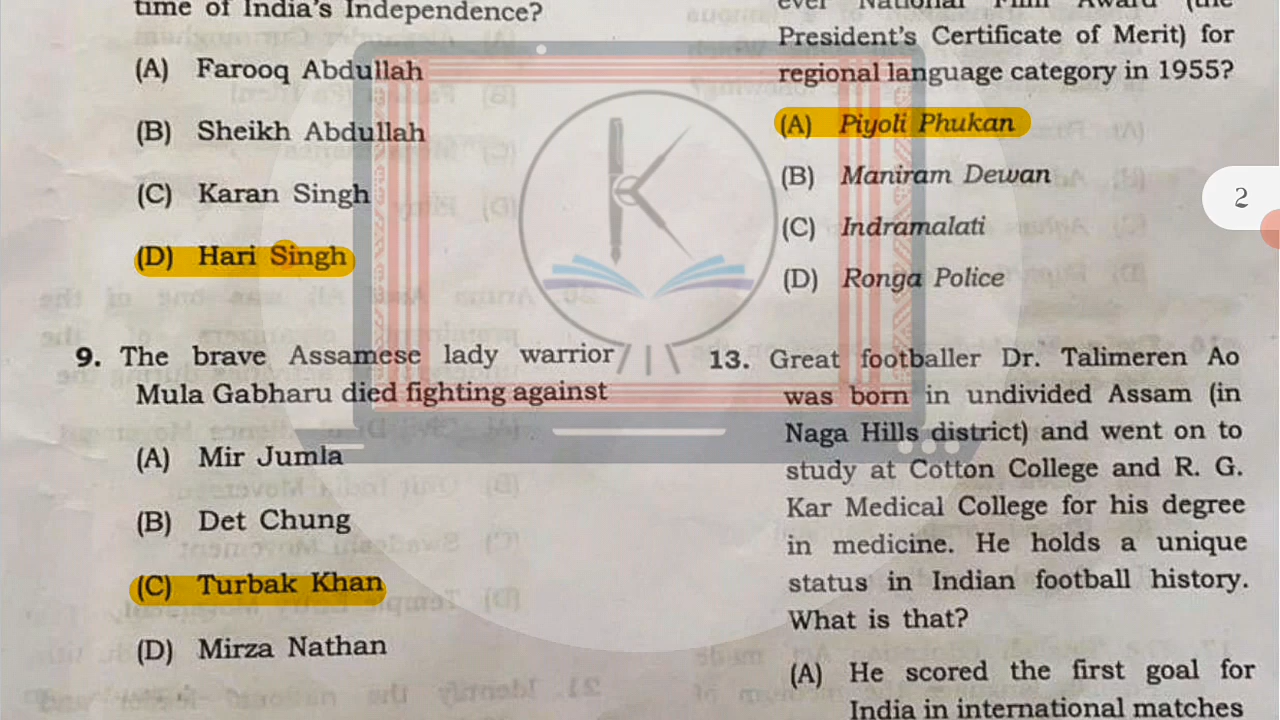 time of India's Independence?
(A) Farooq Abdullah
(B) Sheikh Abdullah
(C) Karan Singh
(D) Hari Singh
9. The brave Assamese lady warrior
Mula Gabharu died fighting against
(A) Mir Jumla
(B) Det Chung
(C) Turbak Khan
(D) Mirza Nathan
ever National Film Award (the
President's Certificate of Merit) for
regional language category in 1955?
(A) Piyoli Phukan
(B) Maniram Dewan
(C) Indramalati
(D) Ronga Police
13. Great footballer Dr. Talimeren Ao
was born in undivided Assam (in
Naga Hills district) and went on to
study at Cotton College and R. G.
Kar Medical College for his degree
in medicine. He holds a unique
status in Indian football history.
What is that?
(A) He scored the first goal for
India in international matches
2